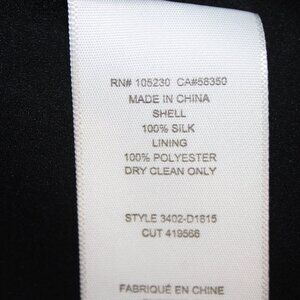 RN# 105230 CA#58350
MADE IN CHINA
SHELL
100% SILK
LINING
100% POLYESTER
DRY CLEAN ONLY
STYLE 3402-D1815
CUT 419566
FABRIQUÉ EN CHINE